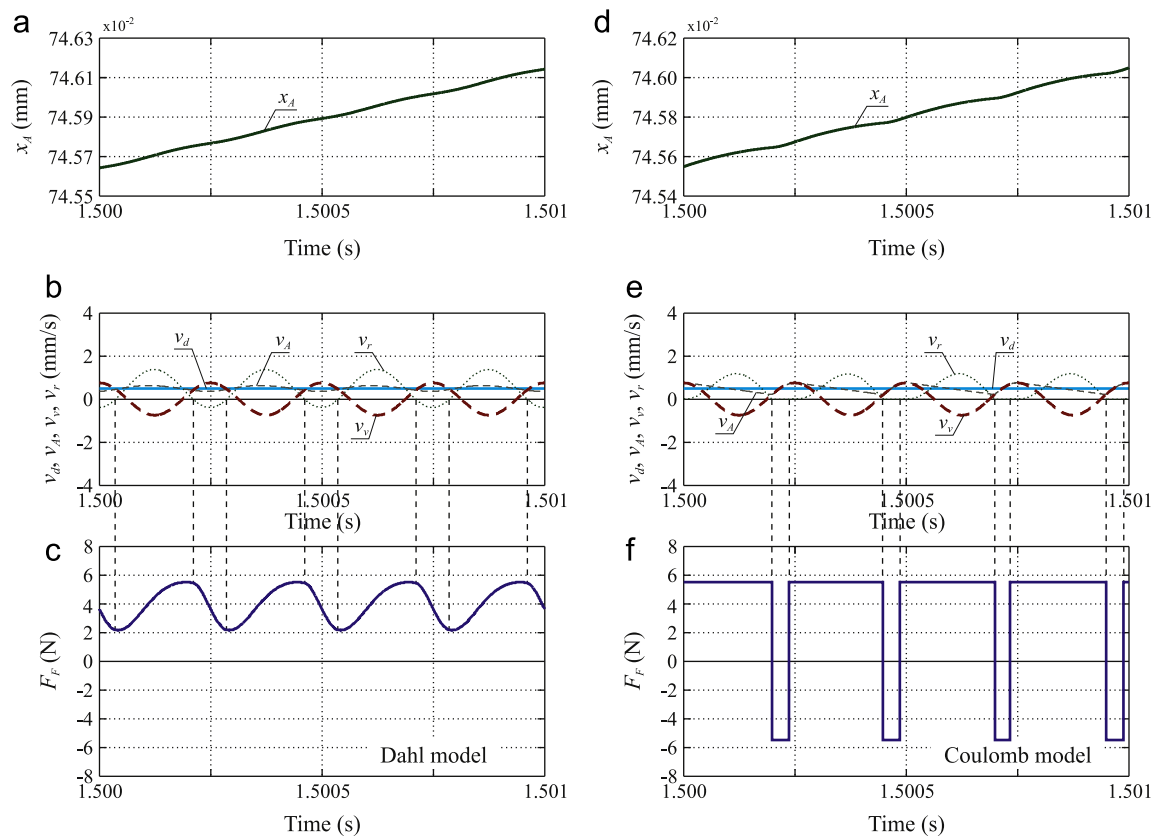 a
x10⁻²
74.63
74.61
74.59
74.57
74.55
x_A (mm)
x_A
1.500
1.5005
1.501
Time (s)
b
4
2
0
-2
-4
v_d, v_A, v_v, v_r (mm/s)
v_d
v_A
v_r
v_v
1.500
1.5005
1.501
Time (s)
c
8
6
4
2
0
-2
-4
-6
-8
F_F (N)
Dahl model
1.500
1.5005
1.501
Time (s)
d
x10⁻²
74.62
74.60
74.58
74.56
74.54
x_A (mm)
x_A
1.500
1.5005
1.501
Time (s)
e
4
2
0
-2
-4
v_d, v_A, v_v, v_r (mm/s)
v_r
v_d
v_A
v_v
1.500
1.5005
1.501
Time (s)
f
8
6
4
2
0
-2
-4
-6
-8
F_F (N)
Coulomb model
1.500
1.5005
1.501
Time (s)